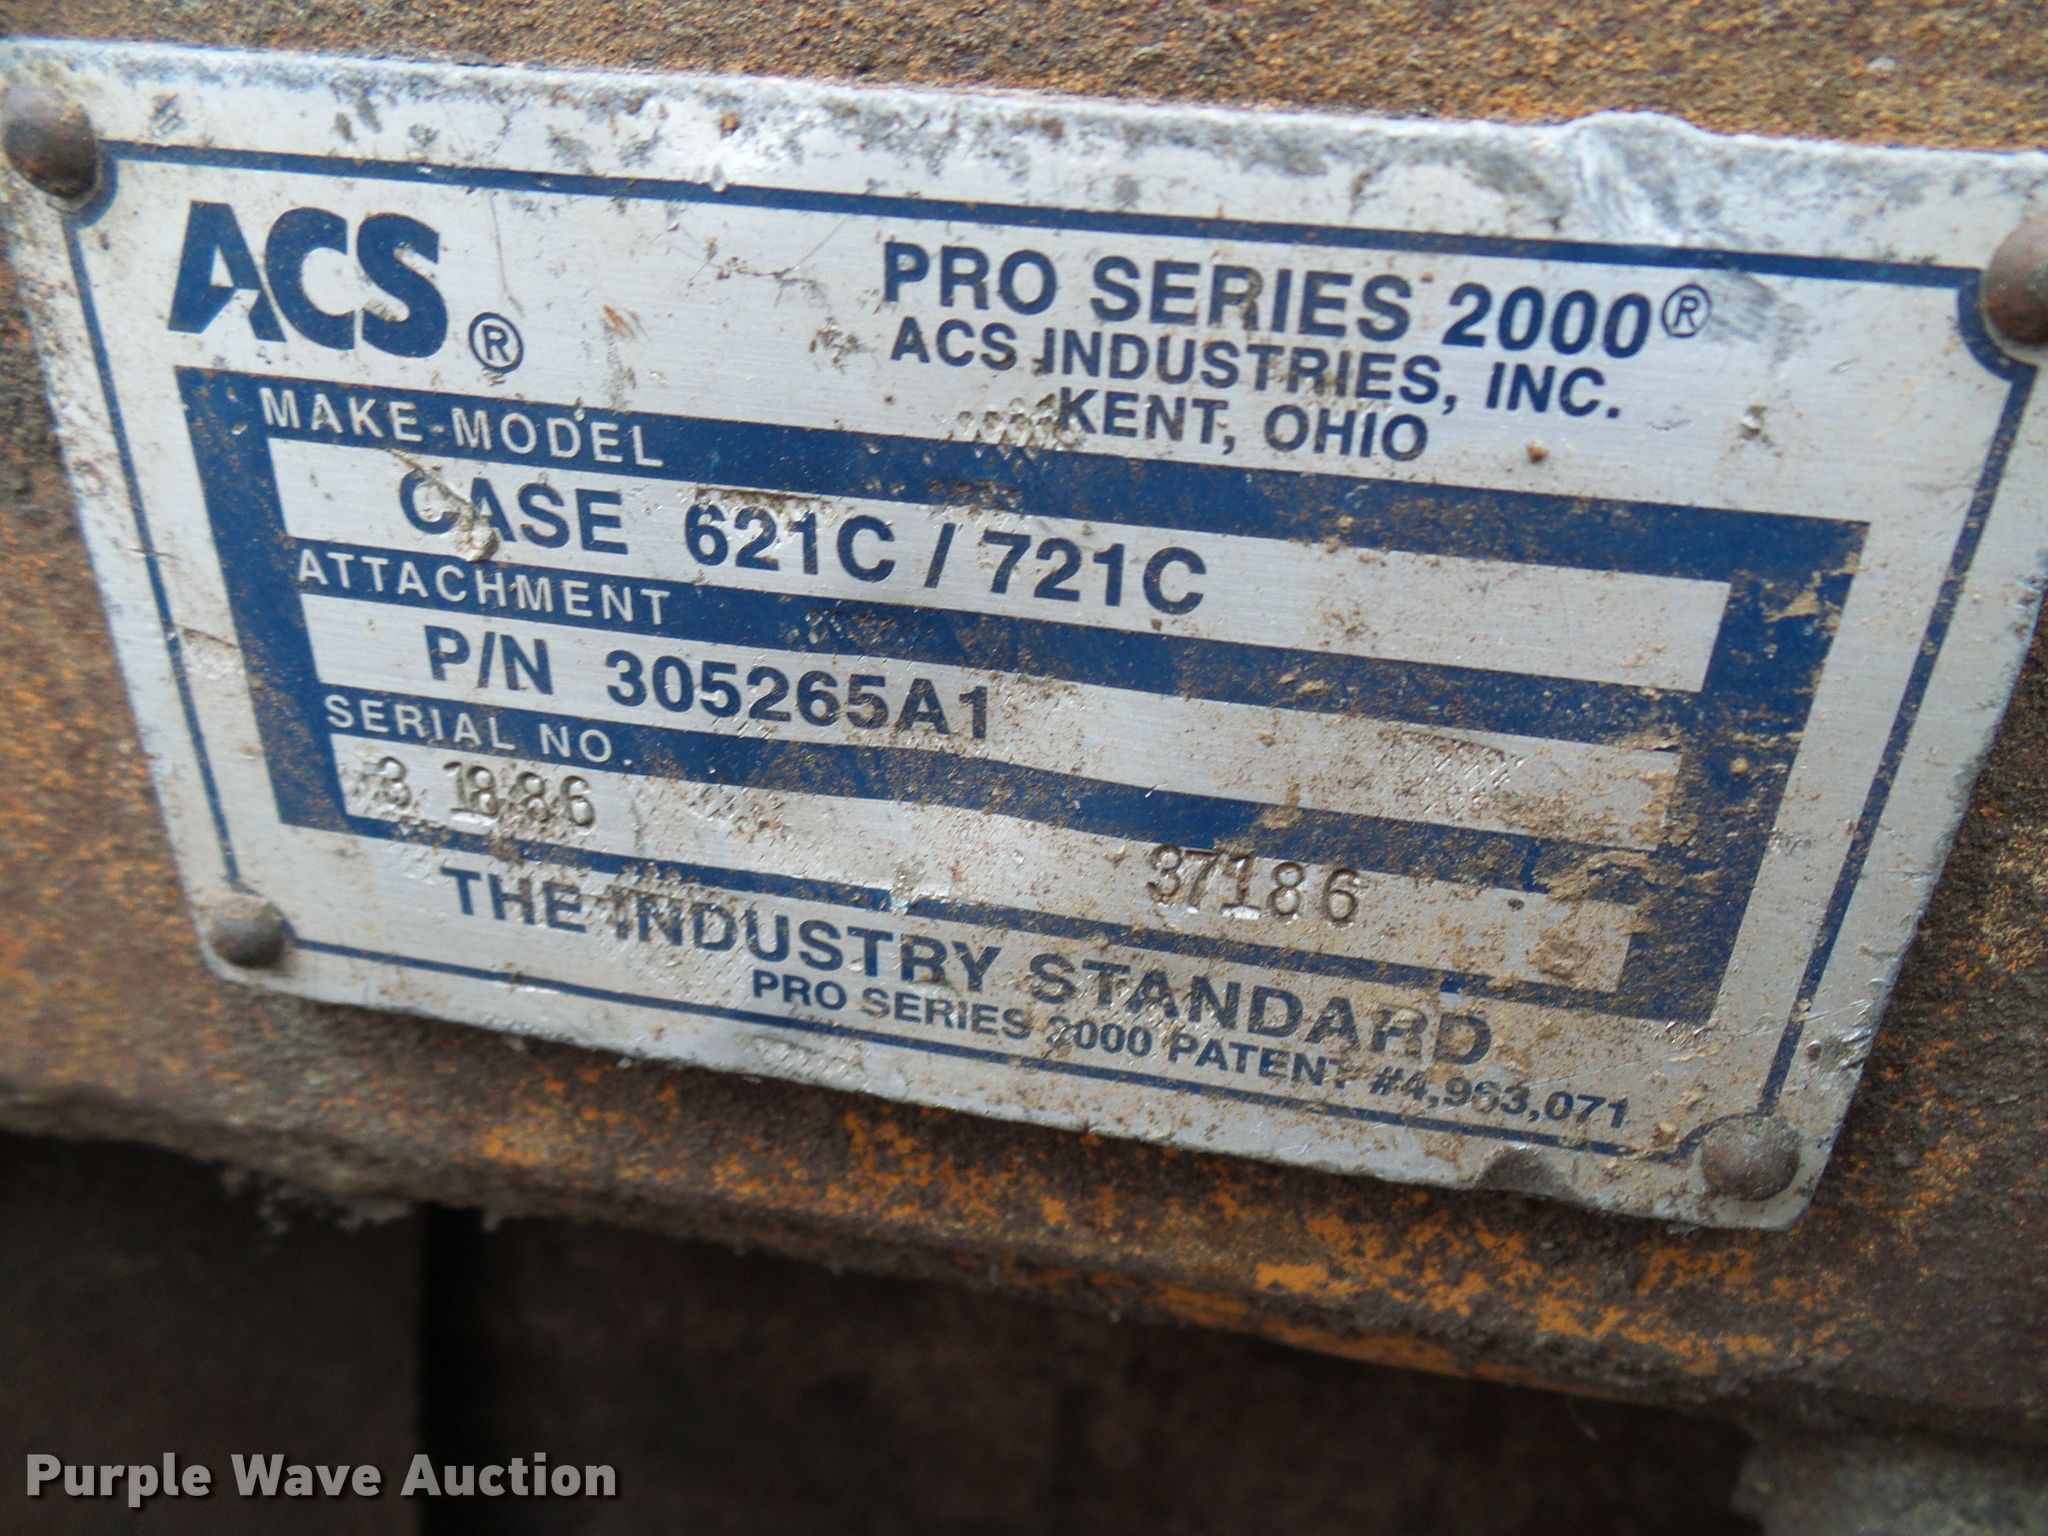 ACS®
PRO SERIES 2000®
ACS INDUSTRIES, INC.
KENT, OHIO
MAKE-MODEL
CASE 621C / 721C
ATTACHMENT
P/N 305265A1
SERIAL NO.
3 1886 37186
THE INDUSTRY STANDARD
PRO SERIES 2000 PATENT #4,963,071
Purple Wave Auction